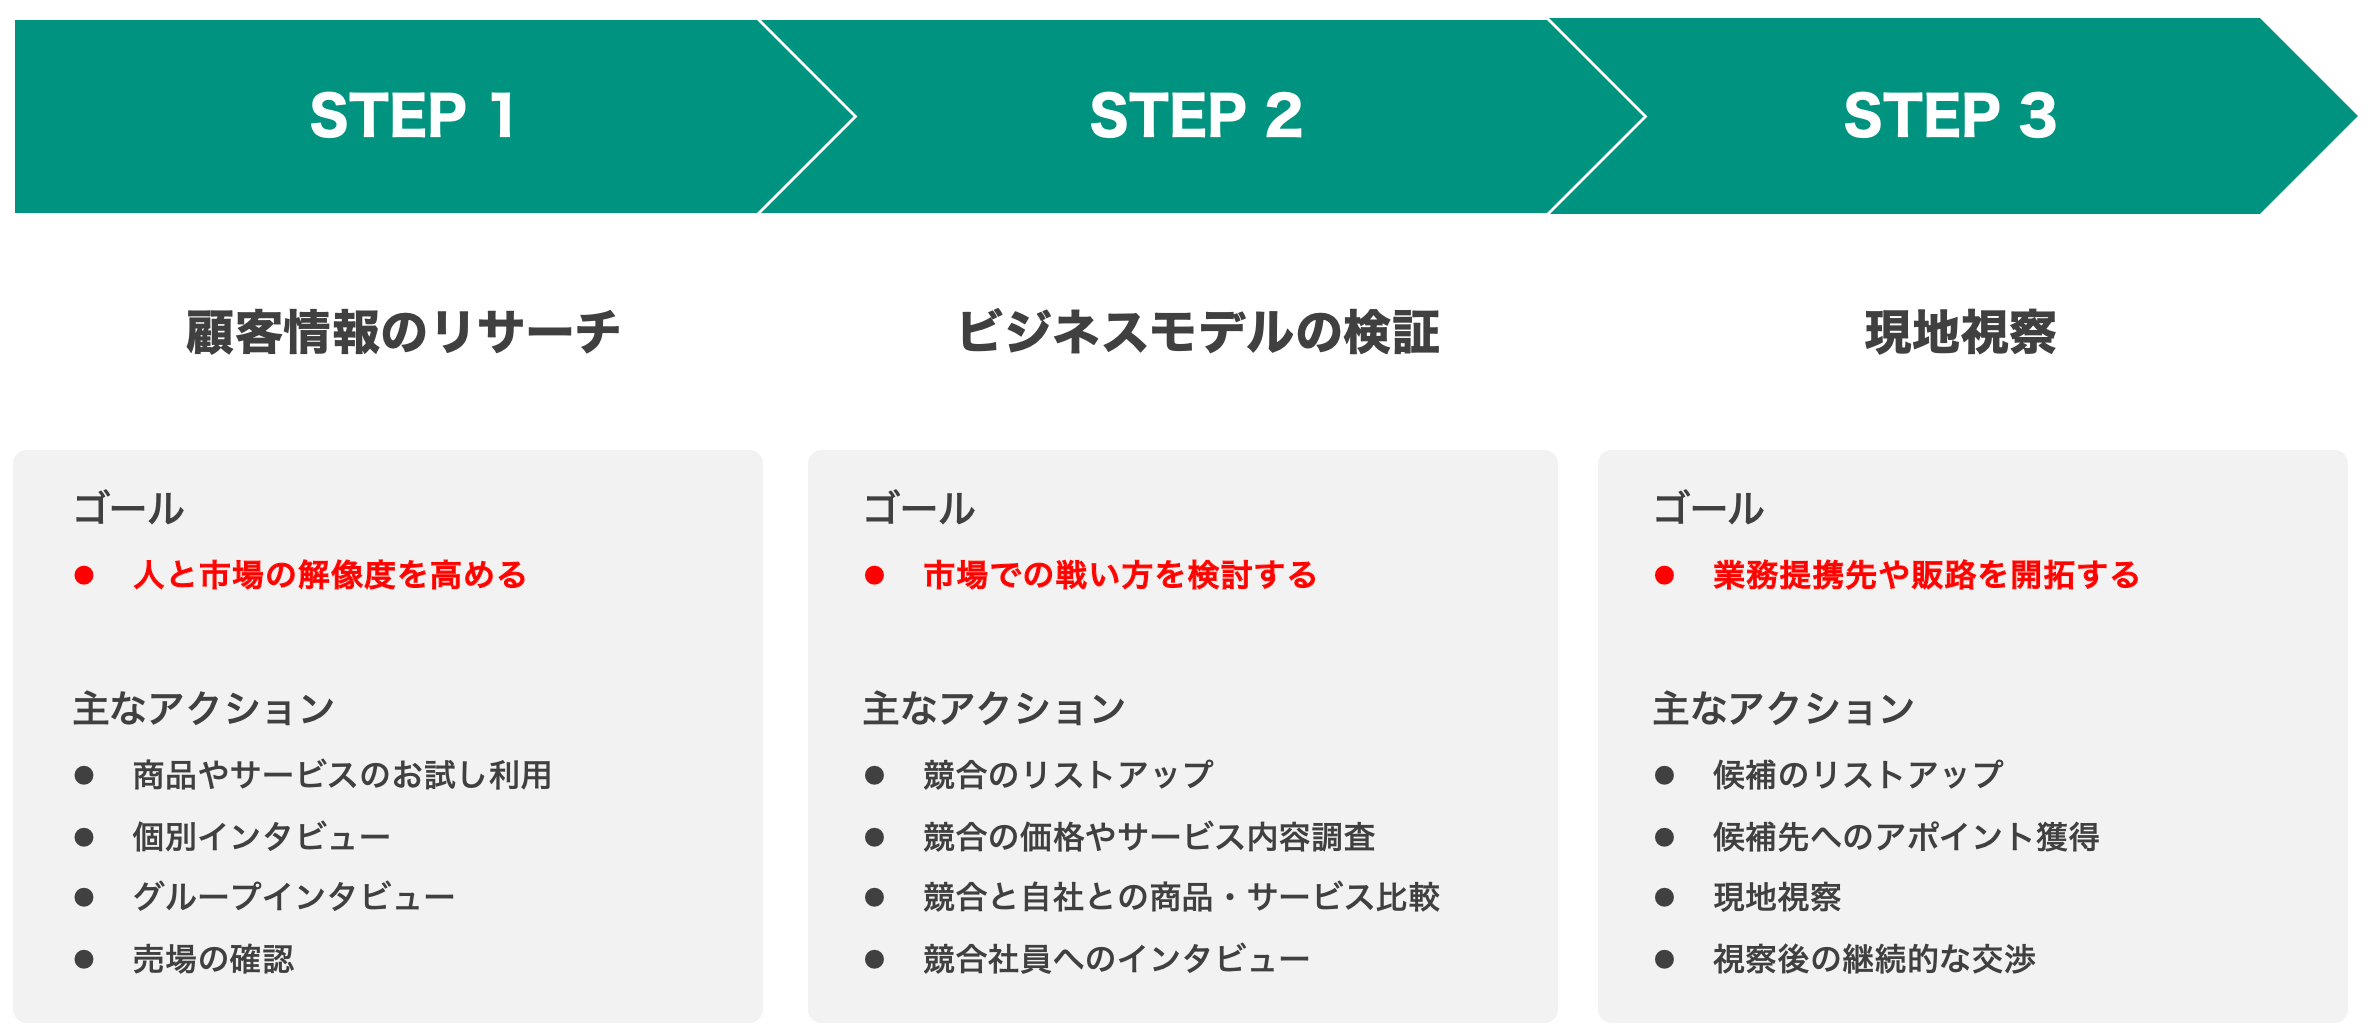 STEP 1
STEP 2
STEP 3
顧客情報のリサーチ
ビジネスモデルの検証
現地視察
ゴール
● 人と市場の解像度を高める
主なアクション
● 商品やサービスのお試し利用
● 個別インタビュー
● グループインタビュー
● 売場の確認
ゴール
● 市場での戦い方を検討する
主なアクション
● 競合のリストアップ
● 競合の価格やサービス内容調査
● 競合と自社との商品・サービス比較
● 競合社員へのインタビュー
ゴール
● 業務提携先や販路を開拓する
主なアクション
● 候補のリストアップ
● 候補先へのアポイント獲得
● 現地視察
● 視察後の継続的な交渉